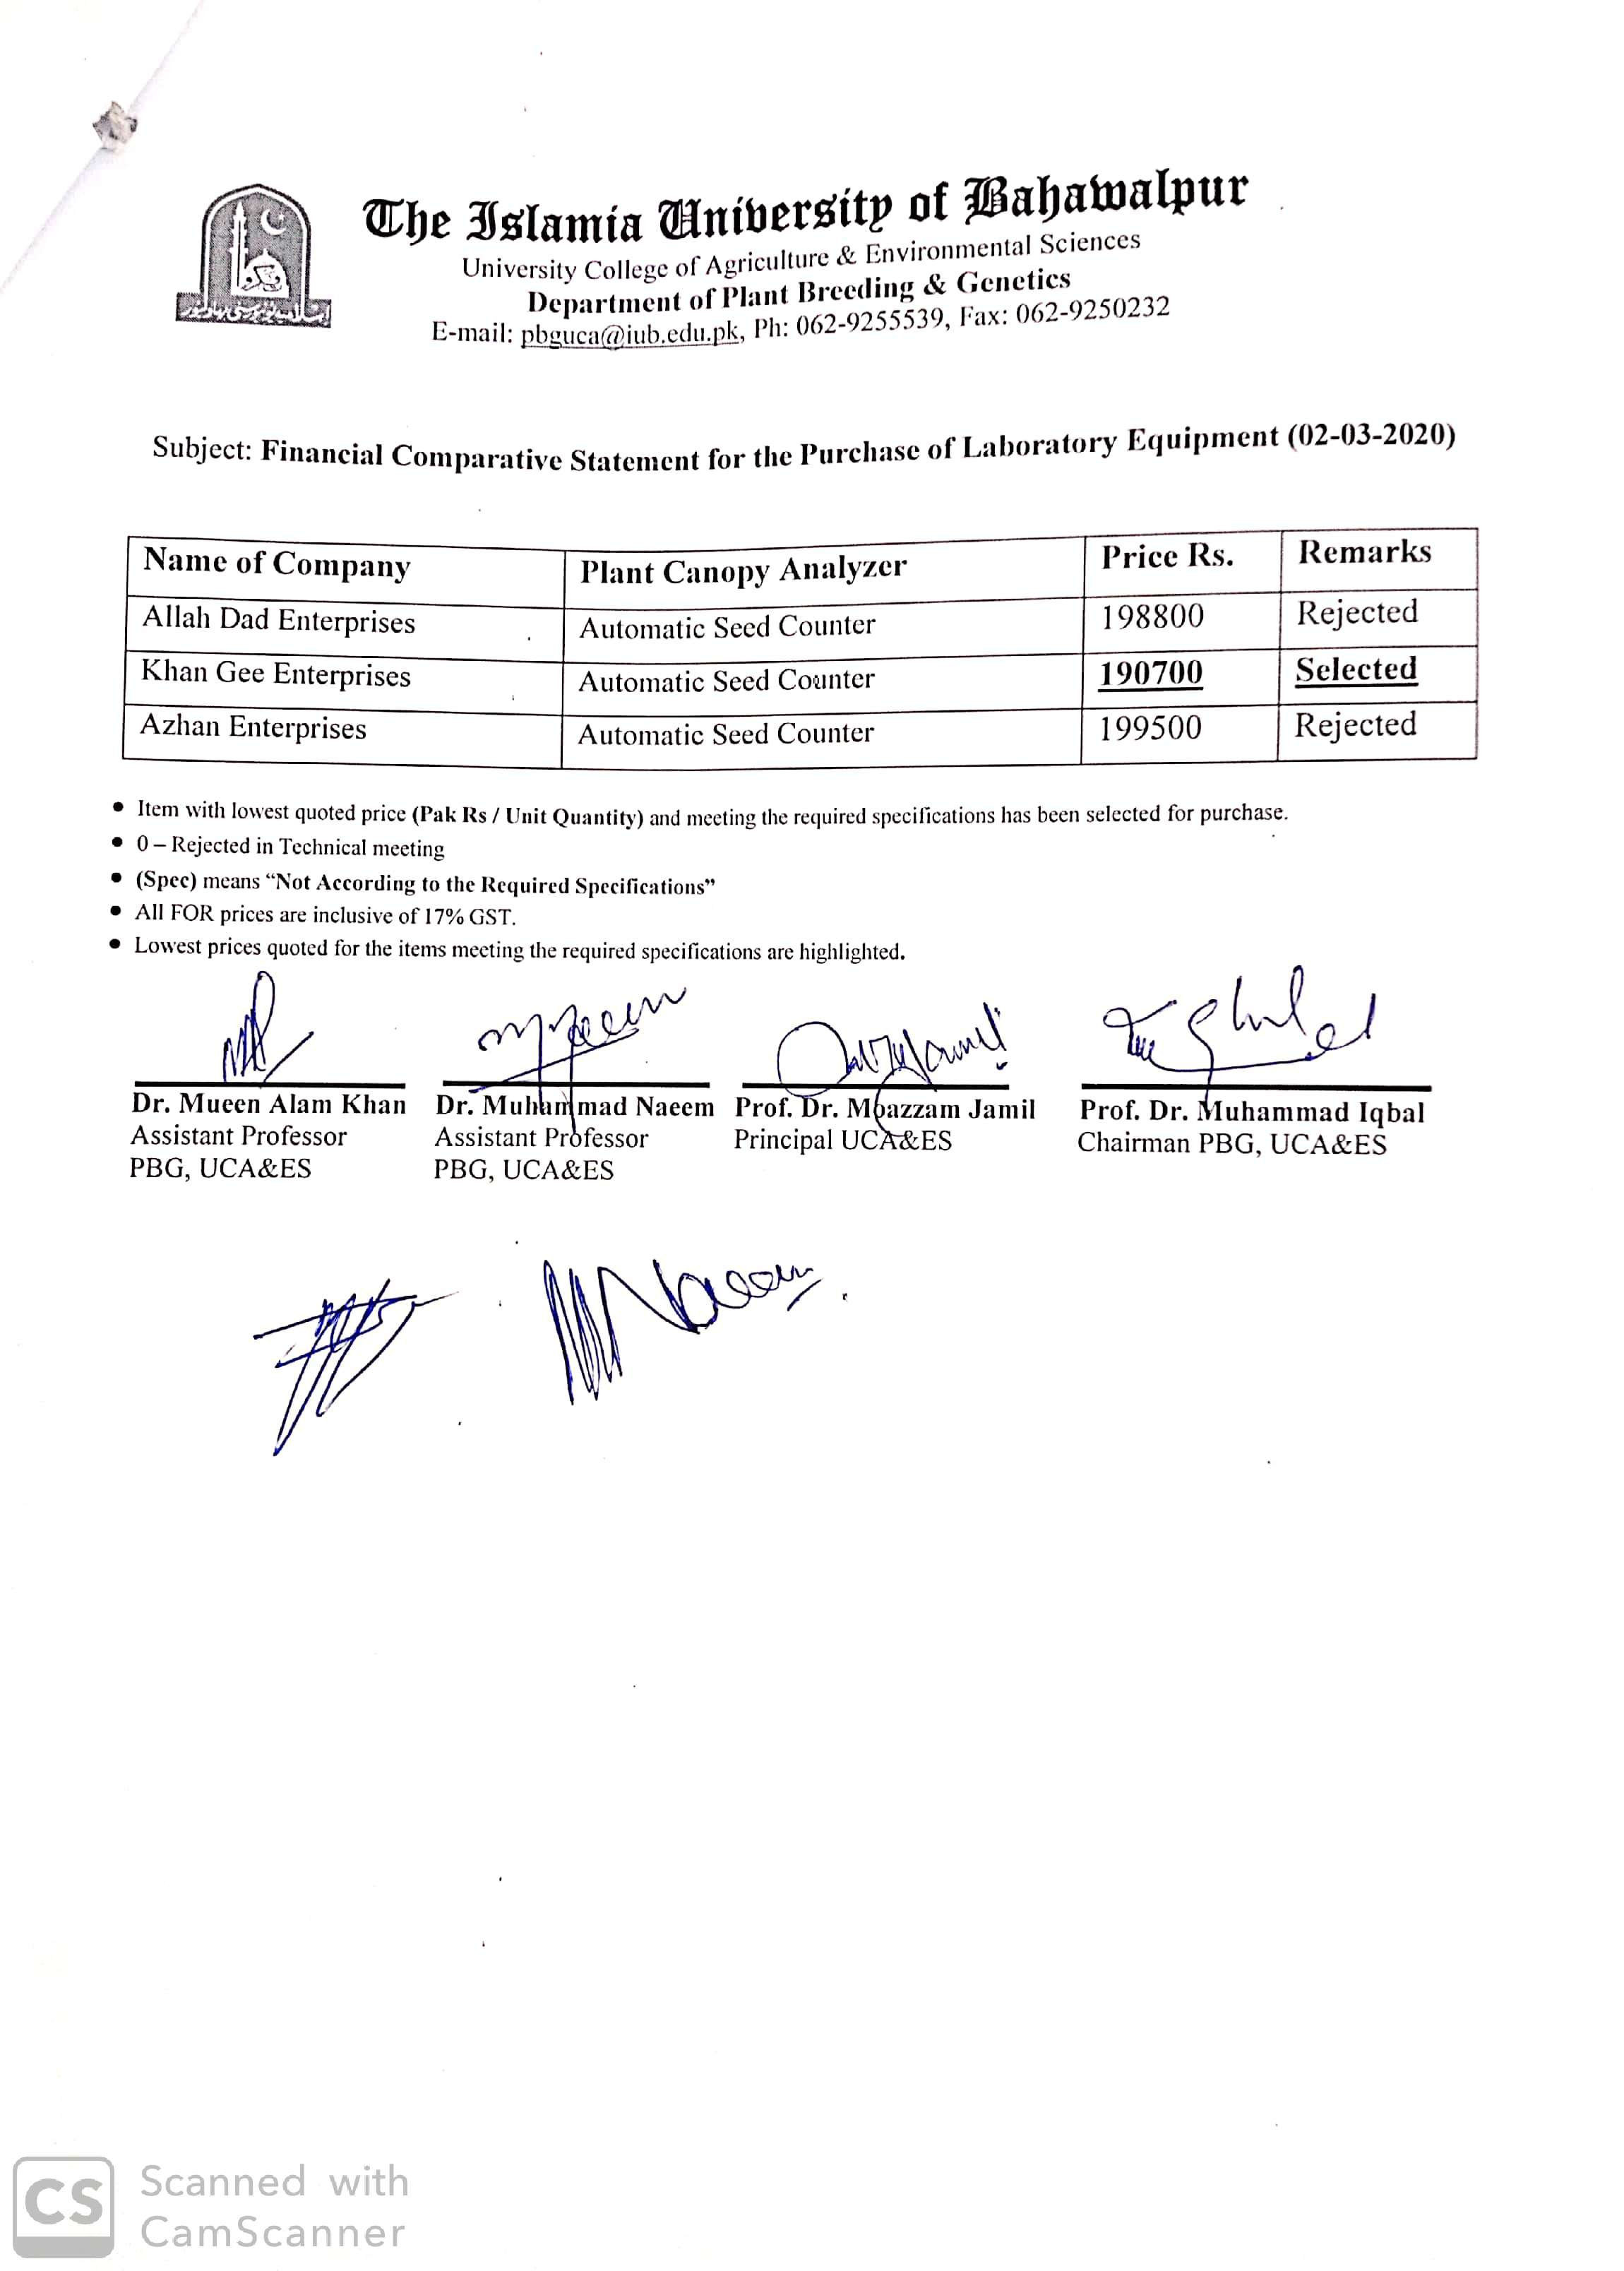 The Islamia University of Bahawalpur
University College of Agriculture & Environmental Sciences
Department of Plant Breeding & Genetics
E-mail: pbguca@iub.edu.pk, Ph: 062-9255539, Fax: 062-9250232
Subject: Financial Comparative Statement for the Purchase of Laboratory Equipment (02-03-2020)
Name of Company Plant Canopy Analyzer Price Rs. Remarks
Allah Dad Enterprises Automatic Seed Counter 198800 Rejected
Khan Gee Enterprises Automatic Seed Counter 190700 Selected
Azhan Enterprises Automatic Seed Counter 199500 Rejected
• Item with lowest quoted price (Pak Rs / Unit Quantity) and meeting the required specifications has been selected for purchase.
• 0 – Rejected in Technical meeting
• (Spec) means “Not According to the Required Specifications”
• All FOR prices are inclusive of 17% GST.
• Lowest prices quoted for the items meeting the required specifications are highlighted.
Dr. Mueen Alam Khan Dr. Muhammad Naeem Prof. Dr. Moazzam Jamil Prof. Dr. Muhammad Iqbal
Assistant Professor Assistant Professor Principal UCA&ES Chairman PBG, UCA&ES
PBG, UCA&ES PBG, UCA&ES
CS Scanned with
CamScanner